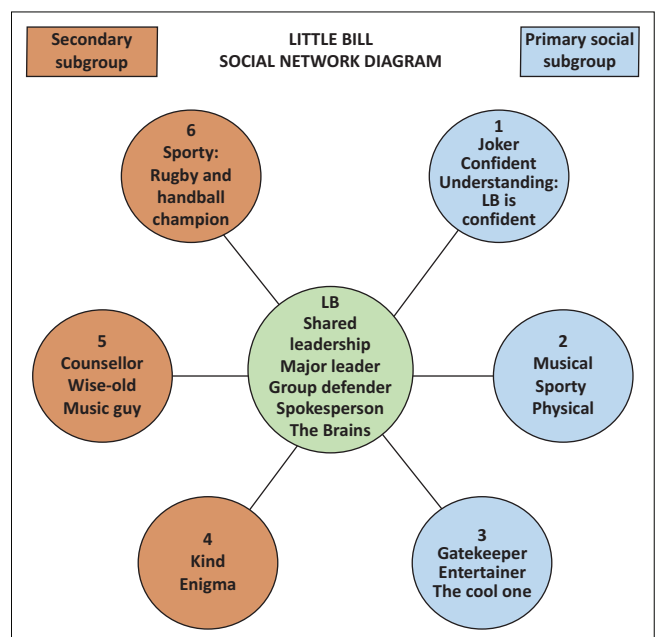 Secondary
subgroup
LITTLE BILL
SOCIAL NETWORK DIAGRAM
Primary social
subgroup
6
Sporty:
Rugby and
handball
champion
1
Joker
Confident
Understanding:
LB is
confident
LB
Shared
leadership
Major leader
Group defender
Spokesperson
The Brains
5
Counsellor
Wise-old
Music guy
2
Musical
Sporty
Physical
4
Kind
Enigma
3
Gatekeeper
Entertainer
The cool one